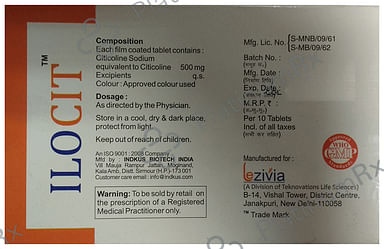 ILOCIT™
Composition
Each film coated tablet contains :
Citicoline Sodium
equivalent to Citicoline 500 mg
Excipients q.s.
Colour : Approved colour used
Dosage :
As directed by the Physician.
Store in a cool, dry & dark place,
protect from light.
Keep out of reach of children.
An ISO 9001 : 2008 Company
Mfd by : INDKUS BIOTECH INDIA
Vill Mauja Rampur Jattan, Moginand,
Kala Amb, Distt. Sirmour (H.P.)-173 001
Customer care email : info@indkus.com
Warning: To be sold by retail on
the prescription of a Registered
Medical Practitioner only.
Mfg. Lic. No. S-MNB/09/61
S-MB/09/62
Batch No. :
Mfg. Date :
Exp. Date :
M.R.P. ₹ :
Per 10 Tablets
Incl. of all taxes
Manufactured for :
Lezivia
(A Division of Teknovations Life Sciences)
B-14, Vishal Tower, District Centre,
Janakpuri, New Delhi-110058
™ Trade Mark
WHO
GMP